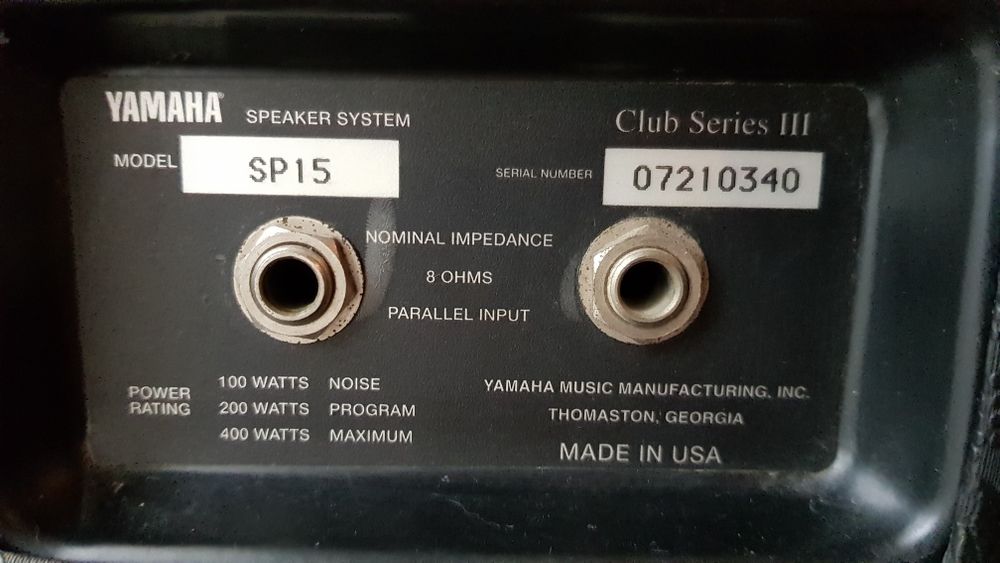 YAMAHA SPEAKER SYSTEM Club Series III
MODEL SP15 SERIAL NUMBER 07210340
NOMINAL IMPEDANCE
8 OHMS
PARALLEL INPUT
POWER RATING
100 WATTS NOISE
200 WATTS PROGRAM
400 WATTS MAXIMUM
YAMAHA MUSIC MANUFACTURING, INC.
THOMASTON, GEORGIA
MADE IN USA